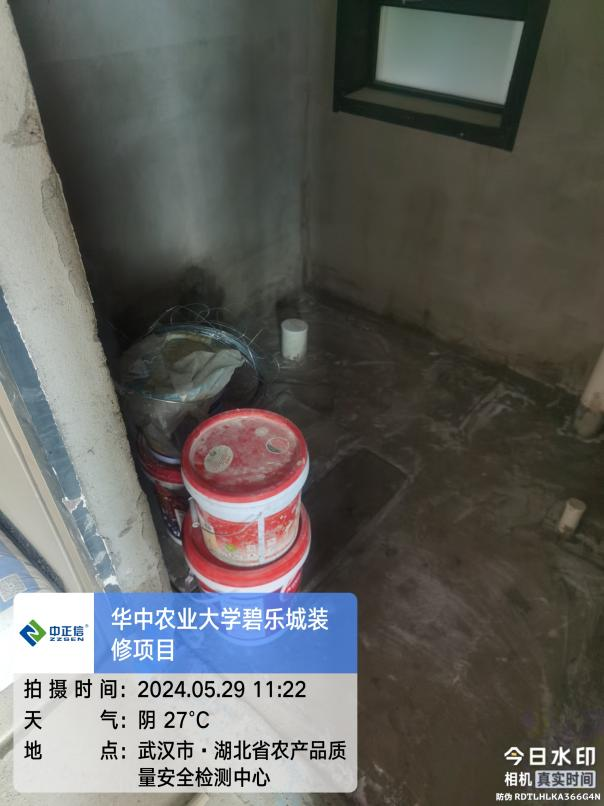 中正信®
ZZSEN
华中农业大学碧乐城装
修项目
拍摄时间：2024.05.29 11:22
天气：阴 27°C
地点：武汉市·湖北省农产品质
量安全检测中心
今日水印
相机 真实时间
防伪 RDTLHLKA366G4N